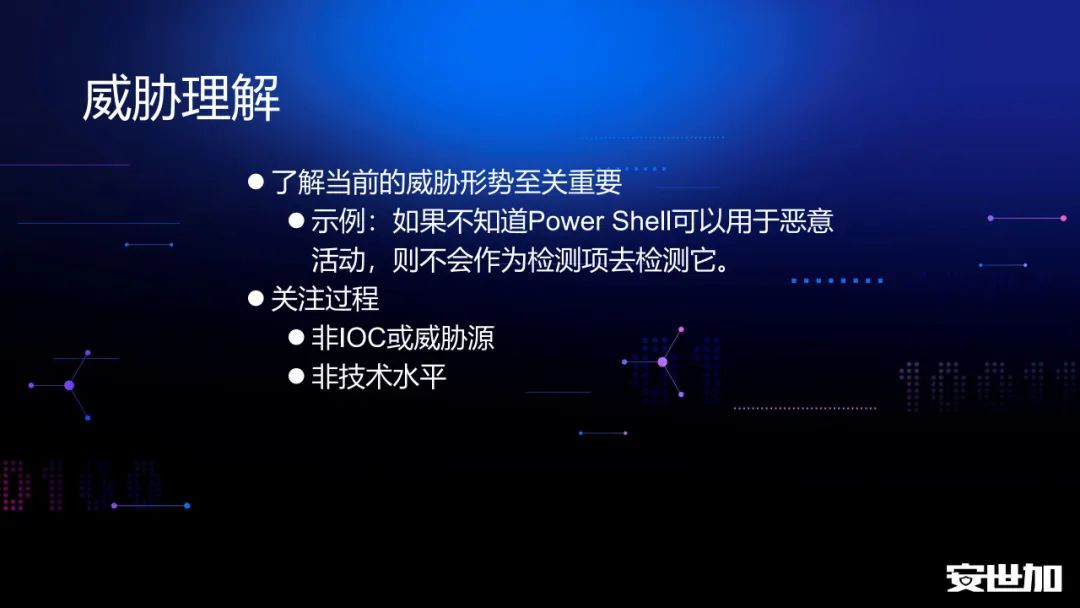 威胁理解
● 了解当前的威胁形势至关重要
● 示例：如果不知道Power Shell可以用于恶意
活动，则不会作为检测项去检测它。
● 关注过程
● 非IOC或威胁源
● 非技术水平
安世加